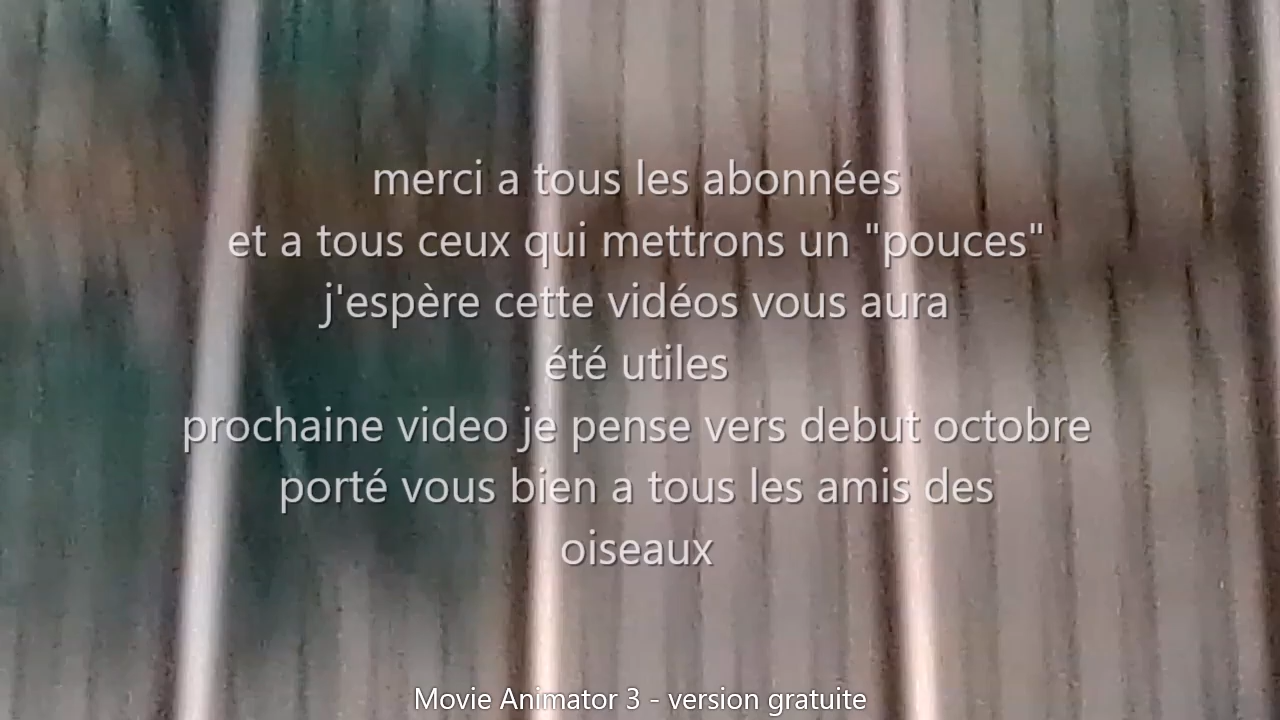 merci a tous les abonnées
et a tous ceux qui mettrons un "pouces"
j'espère cette vidéos vous aura
été utiles
prochaine video je pense vers debut octobre
porté vous bien a tous les amis des
oiseaux
Movie Animator 3 - version gratuite